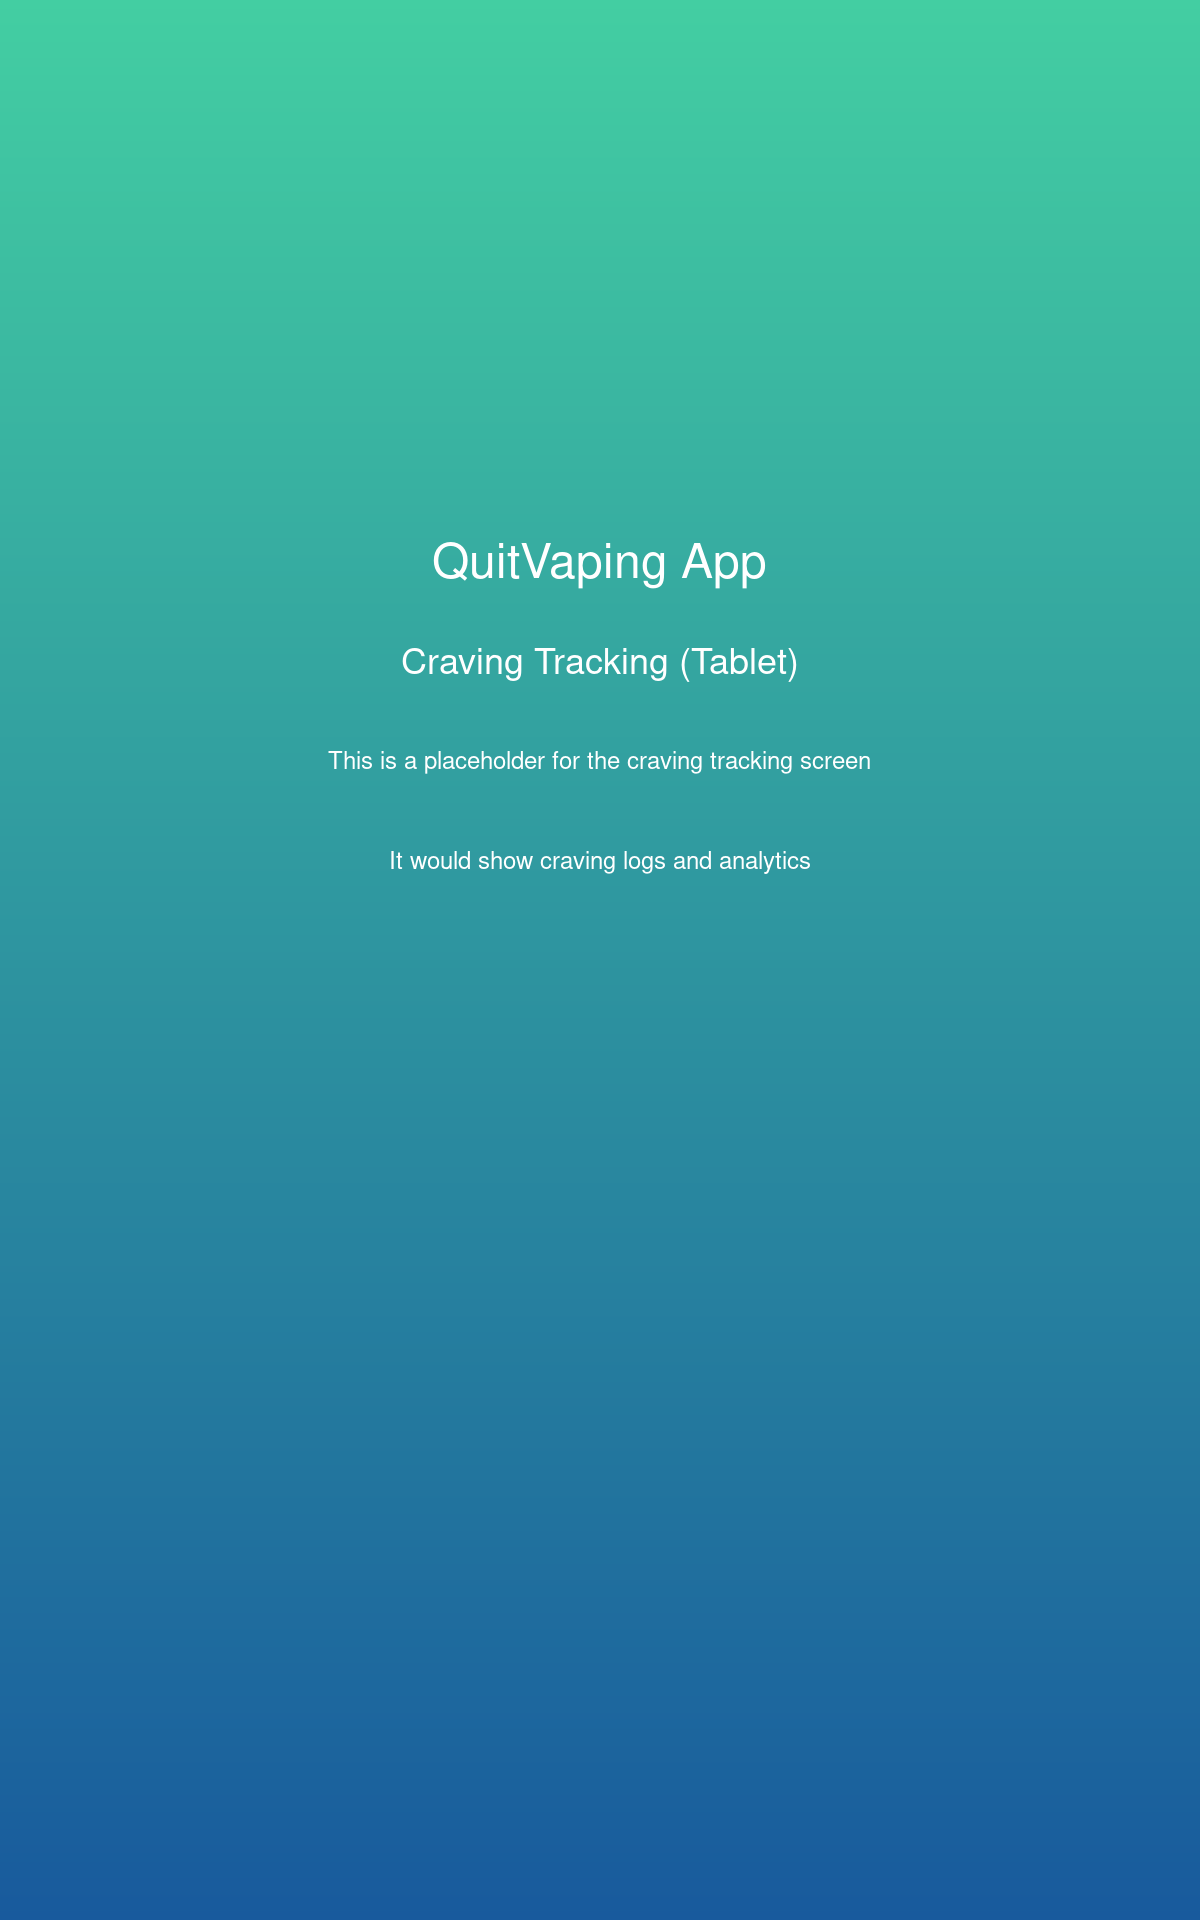 QuitVaping App
Craving Tracking (Tablet)
This is a placeholder for the craving tracking screen
It would show craving logs and analytics